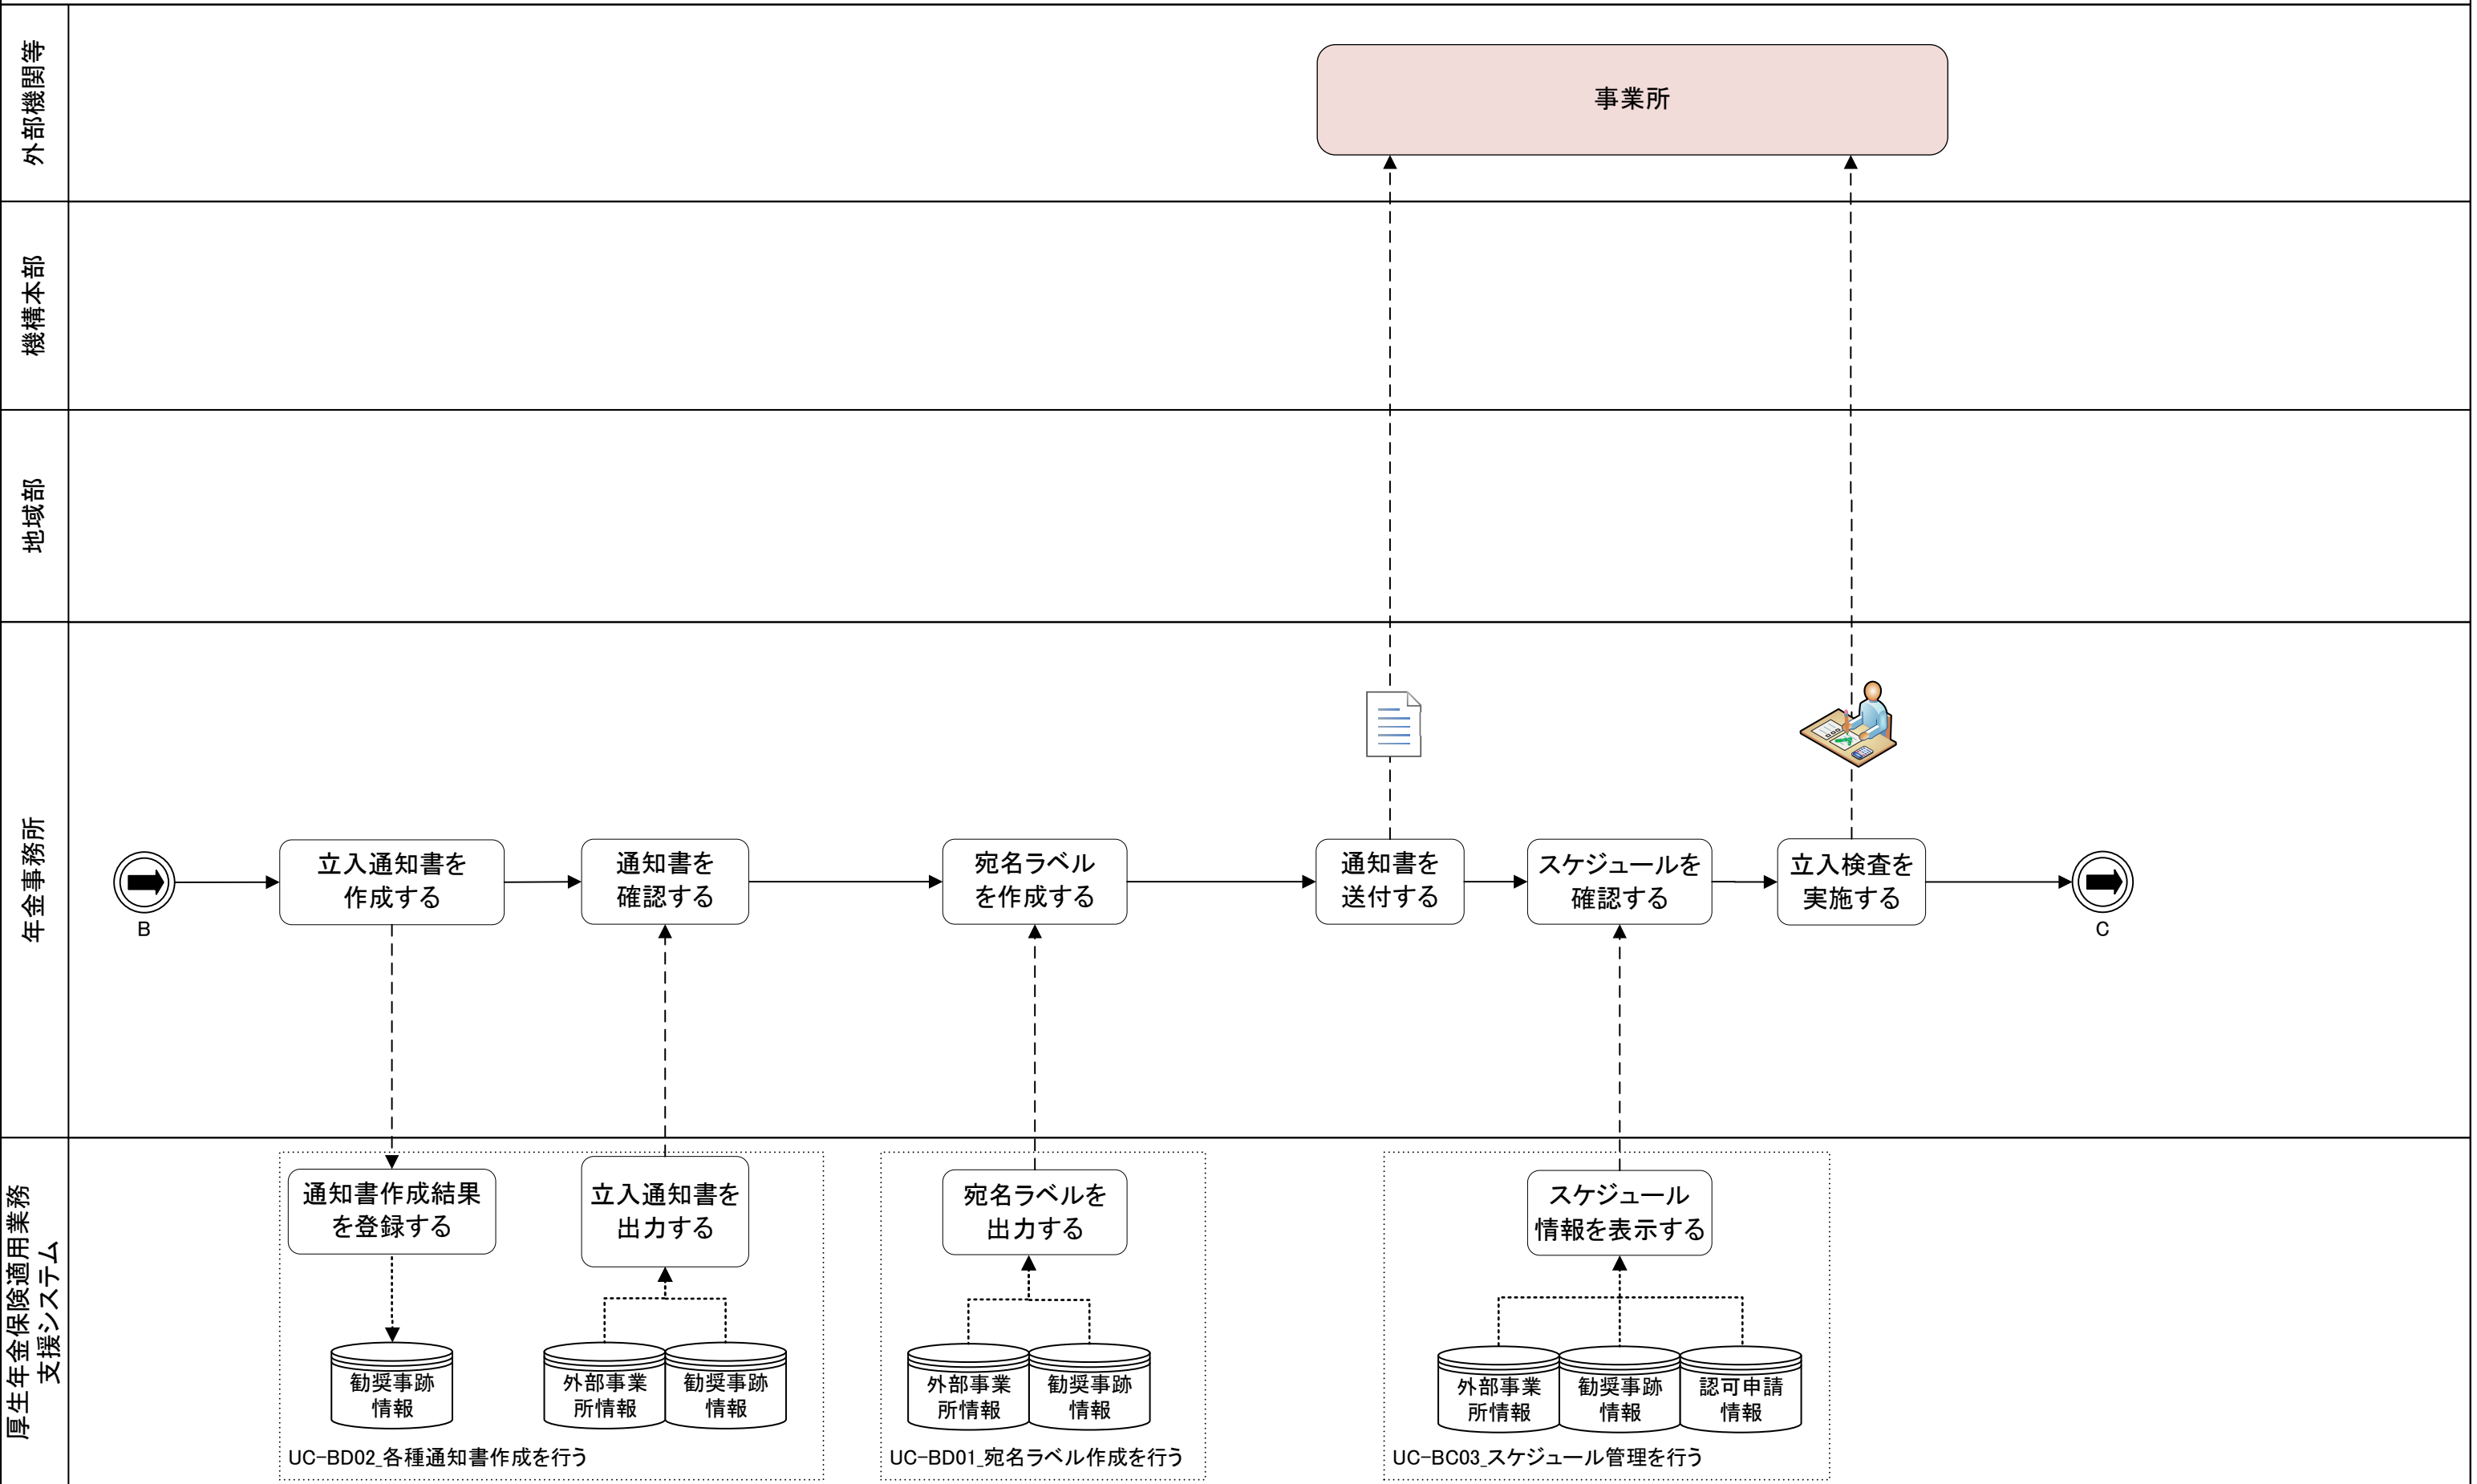 外部機関等
事業所
機構本部
地域部
年金事務所
B
立入通知書を
作成する
通知書を
確認する
宛名ラベル
を作成する
通知書を
送付する
スケジュールを
確認する
立入検査を
実施する
C
厚生年金保険適用業務
支援システム
通知書作成結果
を登録する
立入通知書を
出力する
宛名ラベルを
出力する
スケジュール
情報を表示する
勧奨事跡
情報
外部事業
所情報
勧奨事跡
情報
外部事業
所情報
勧奨事跡
情報
外部事業
所情報
勧奨事跡
情報
認可申請
情報
UC-BD02_各種通知書作成を行う
UC-BD01_宛名ラベル作成を行う
UC-BC03_スケジュール管理を行う